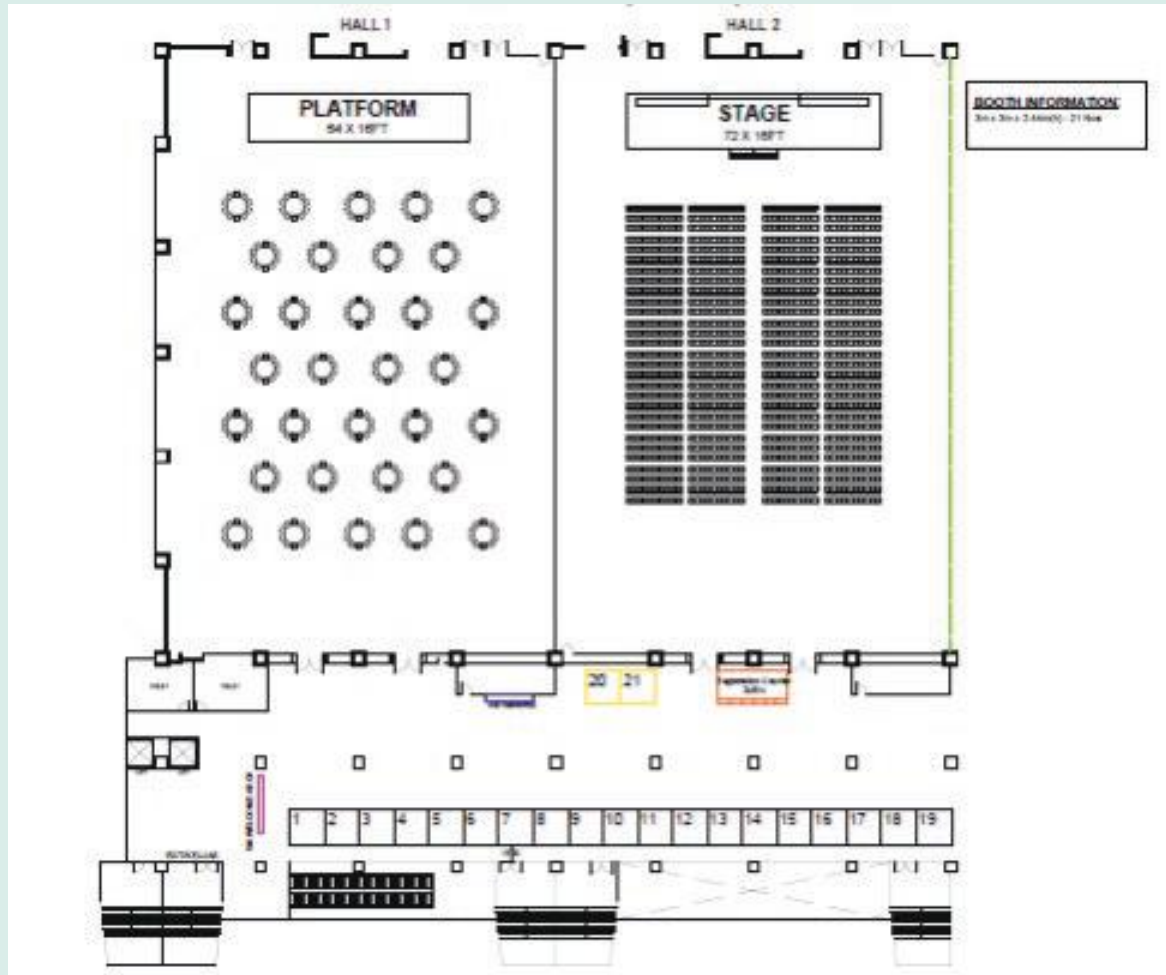 HALL 1
HALL 2
PLATFORM
54 X 16FT
STAGE
72 X 16FT
BOOTH INFORMATION:
20 21
1 2 3 4 5 6 7 8 9 10 11 12 13 14 15 16 17 18 19